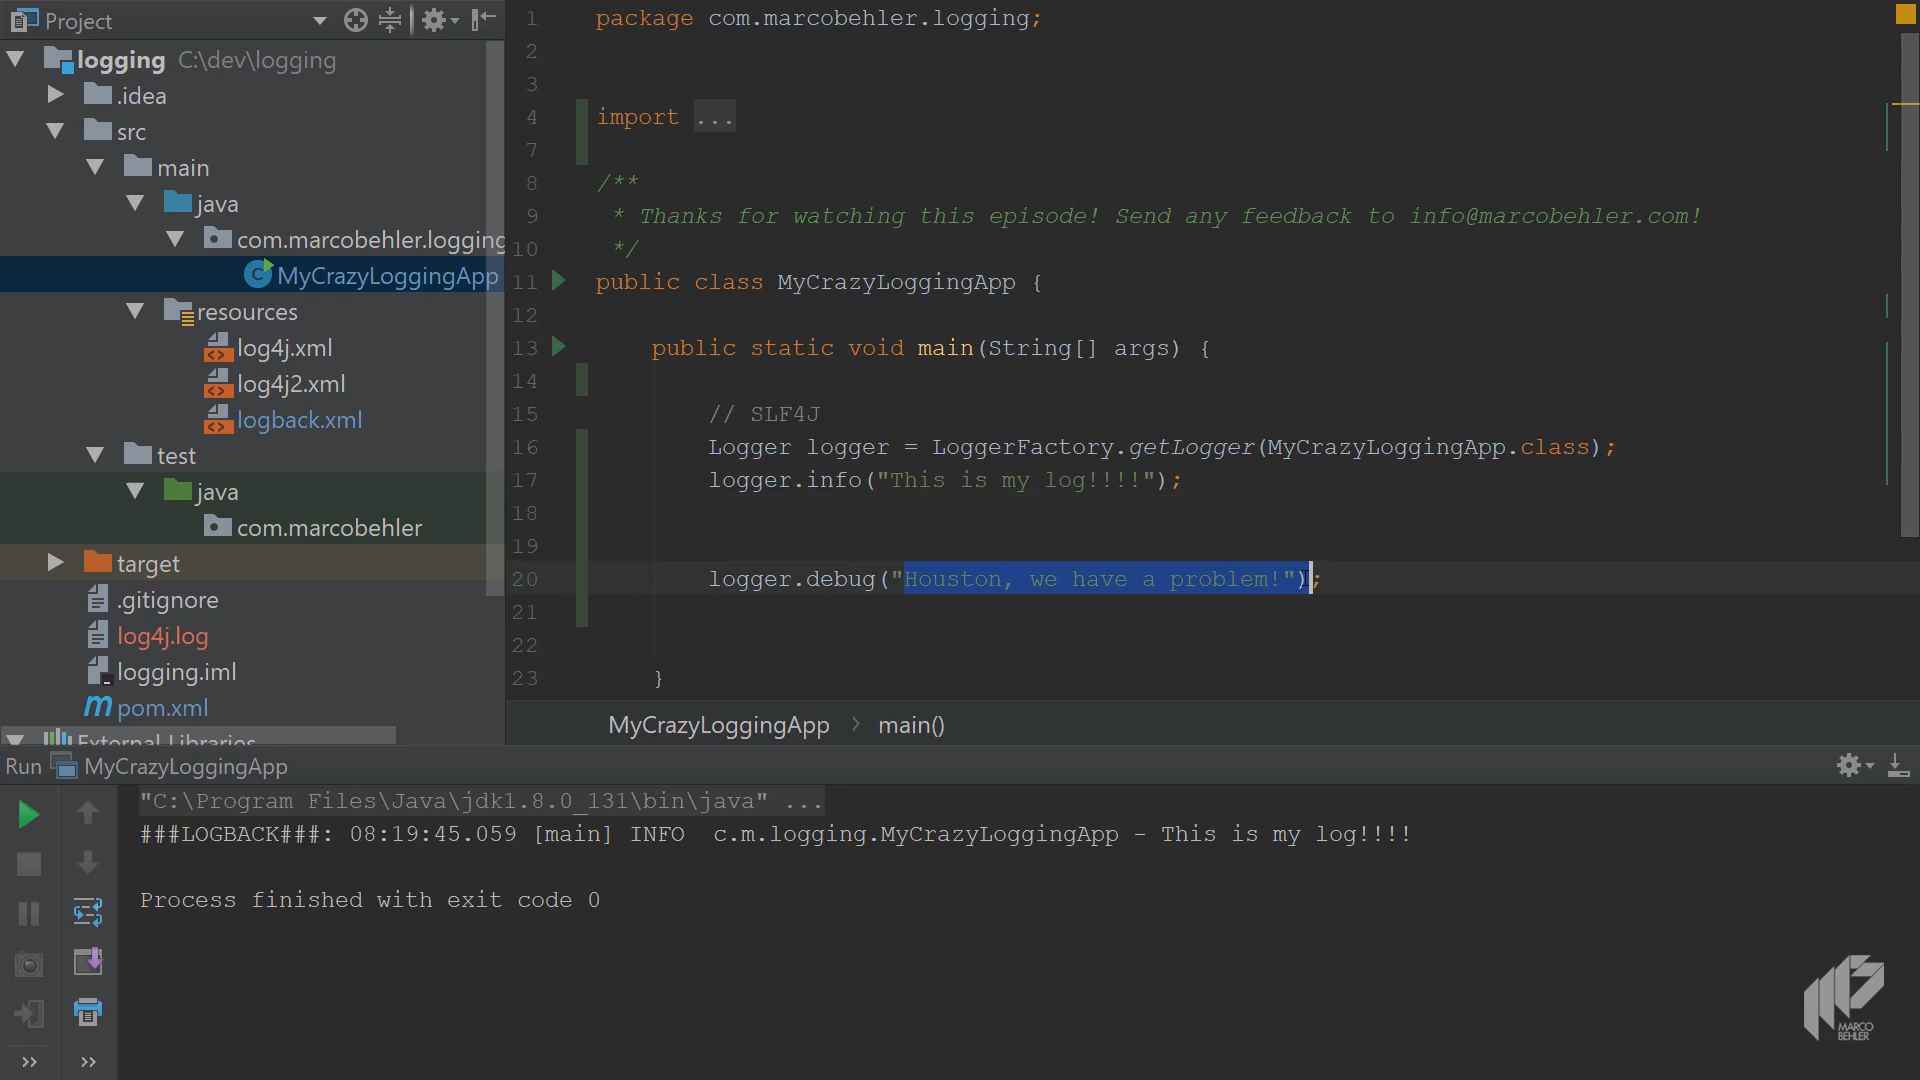 Project
logging C:\dev\logging
.idea
src
main
java
com.marcobehler.logging
MyCrazyLoggingApp
resources
log4j.xml
log4j2.xml
logback.xml
test
java
com.marcobehler
target
.gitignore
log4j.log
logging.iml
pom.xml
External Libraries
1 package com.marcobehler.logging;
2
3
4 import ...
7
8 /**
9 * Thanks for watching this episode! Send any feedback to info@marcobehler.com!
10 */
11 public class MyCrazyLoggingApp {
12
13 public static void main(String[] args) {
14
15 // SLF4J
16 Logger logger = LoggerFactory.getLogger(MyCrazyLoggingApp.class);
17 logger.info("This is my log!!!!");
18
19
20 logger.debug("Houston, we have a problem!");
21
22
23 }
MyCrazyLoggingApp > main()
Run MyCrazyLoggingApp
"C:\Program Files\Java\jdk1.8.0_131\bin\java" ...
###LOGBACK###: 08:19:45.059 [main] INFO c.m.logging.MyCrazyLoggingApp - This is my log!!!!
Process finished with exit code 0
MARCO
BEHLER